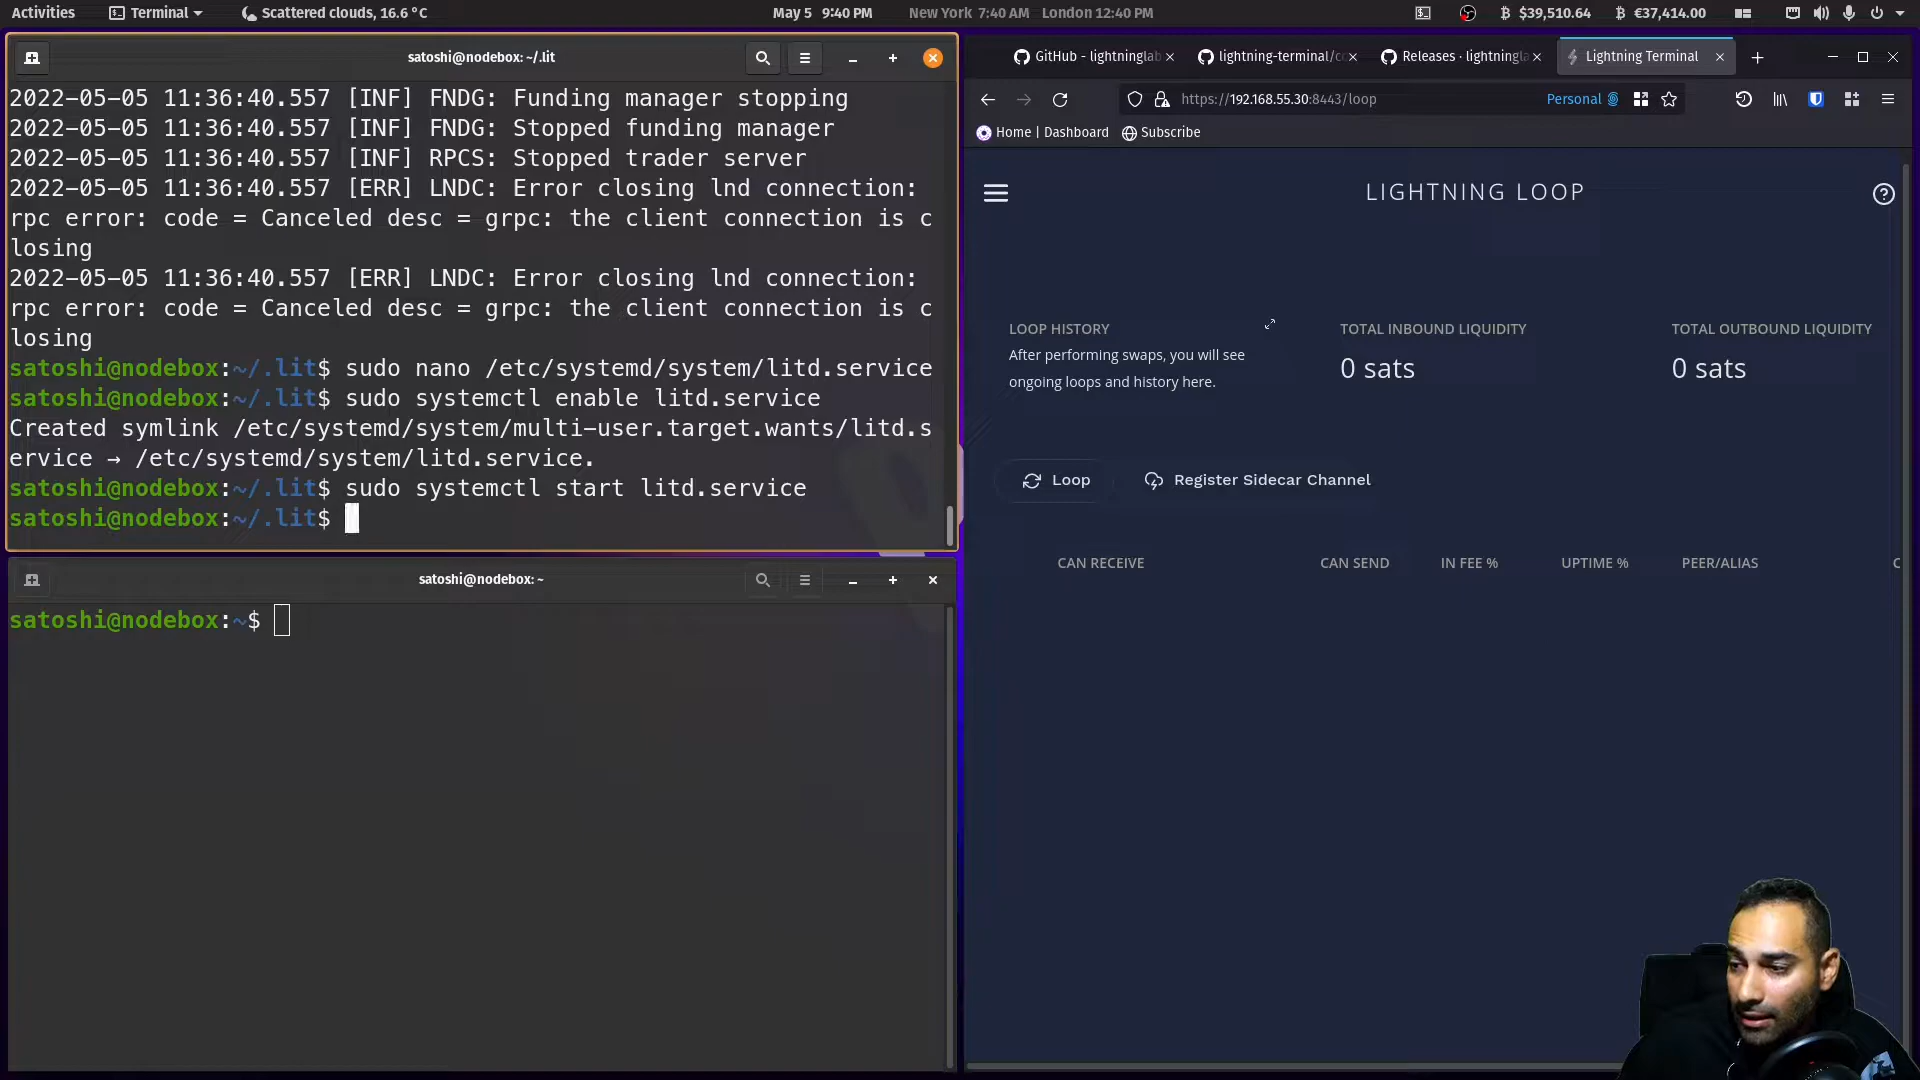 Activities Terminal Scattered clouds, 16.6 °C May 5 9:40 PM New York 7:40 AM London 12:40 PM $39,510.64 €37,414.00
satoshi@nodebox: ~/.lit
2022-05-05 11:36:40.557 [INF] FNDG: Funding manager stopping
2022-05-05 11:36:40.557 [INF] FNDG: Stopped funding manager
2022-05-05 11:36:40.557 [INF] RPCS: Stopped trader server
2022-05-05 11:36:40.557 [ERR] LNDC: Error closing lnd connection:
rpc error: code = Canceled desc = grpc: the client connection is c
losing
2022-05-05 11:36:40.557 [ERR] LNDC: Error closing lnd connection:
rpc error: code = Canceled desc = grpc: the client connection is c
losing
satoshi@nodebox:~/.lit$ sudo nano /etc/systemd/system/litd.service
satoshi@nodebox:~/.lit$ sudo systemctl enable litd.service
Created symlink /etc/systemd/system/multi-user.target.wants/litd.s
ervice → /etc/systemd/system/litd.service.
satoshi@nodebox:~/.lit$ sudo systemctl start litd.service
satoshi@nodebox:~/.lit$
satoshi@nodebox: ~
satoshi@nodebox:~$
GitHub - lightninglab lightning-terminal/co Releases · lightningla Lightning Terminal
https://192.168.55.30:8443/loop Personal
Home | Dashboard Subscribe
LIGHTNING LOOP
LOOP HISTORY TOTAL INBOUND LIQUIDITY TOTAL OUTBOUND LIQUIDITY
After performing swaps, you will see
ongoing loops and history here.
0 sats 0 sats
Loop Register Sidecar Channel
CAN RECEIVE CAN SEND IN FEE % UPTIME % PEER/ALIAS C